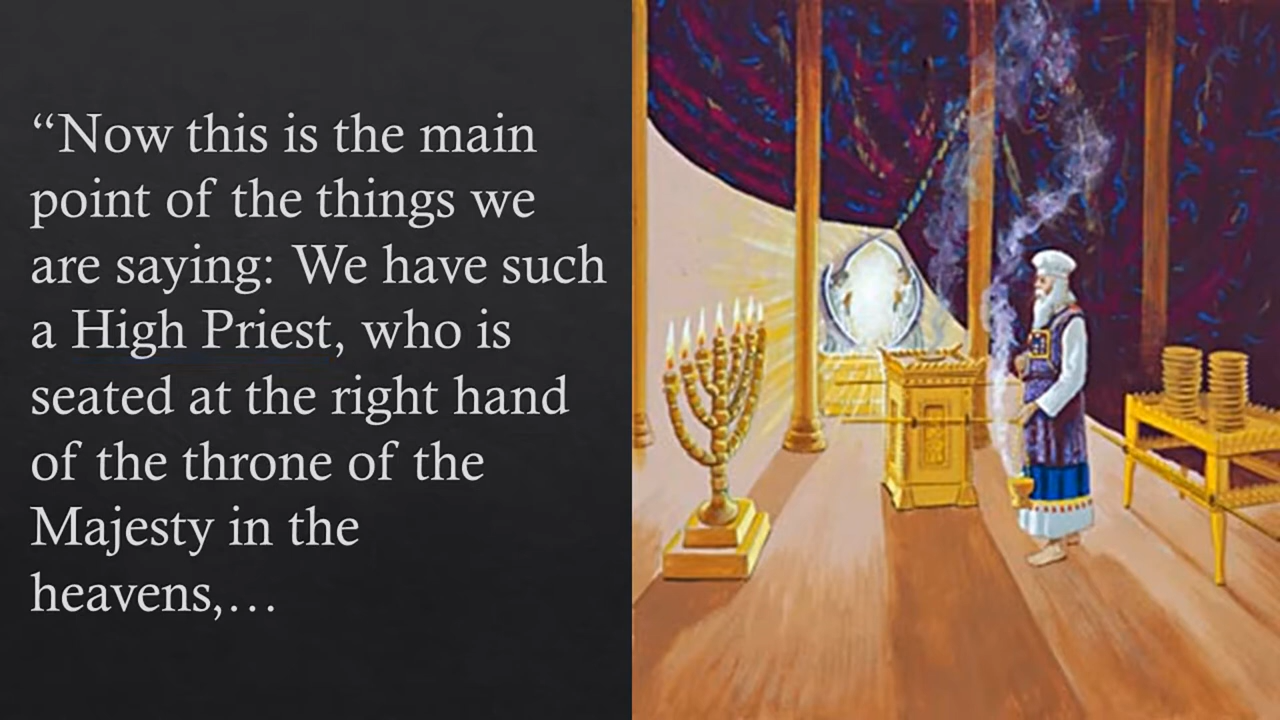 “Now this is the main
point of the things we
are saying: We have such
a High Priest, who is
seated at the right hand
of the throne of the
Majesty in the
heavens,…